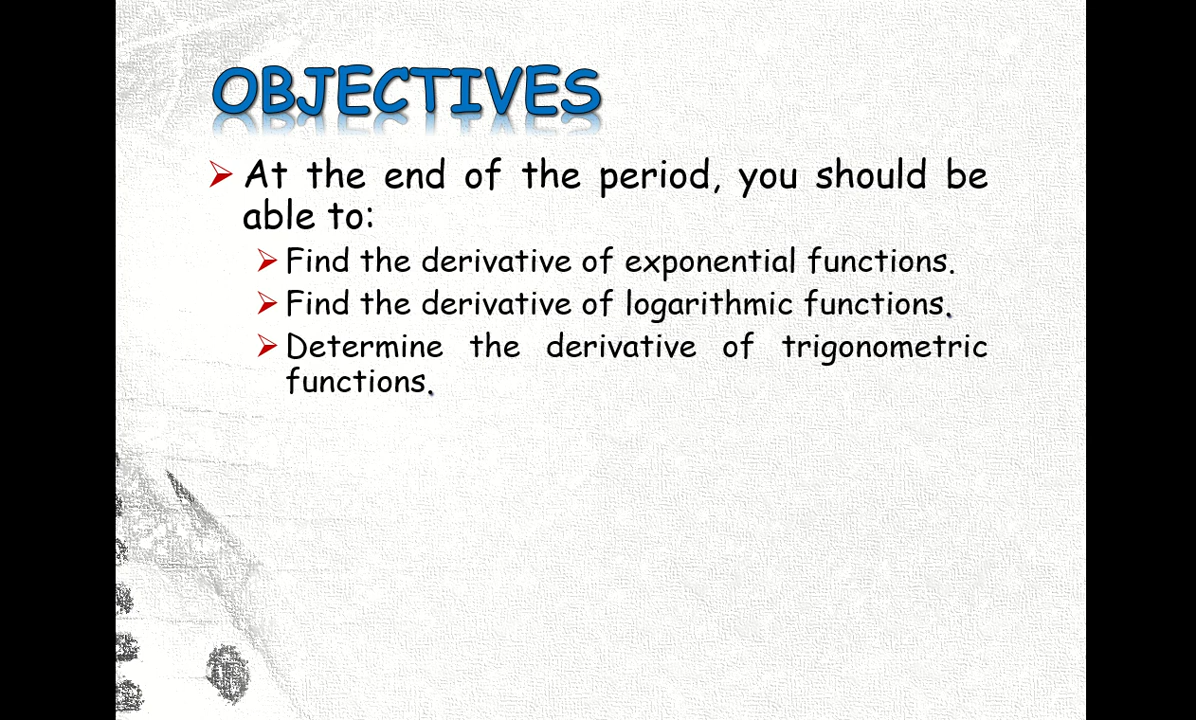 OBJECTIVES
At the end of the period, you should be
able to:
Find the derivative of exponential functions.
Find the derivative of logarithmic functions.
Determine the derivative of trigonometric
functions.